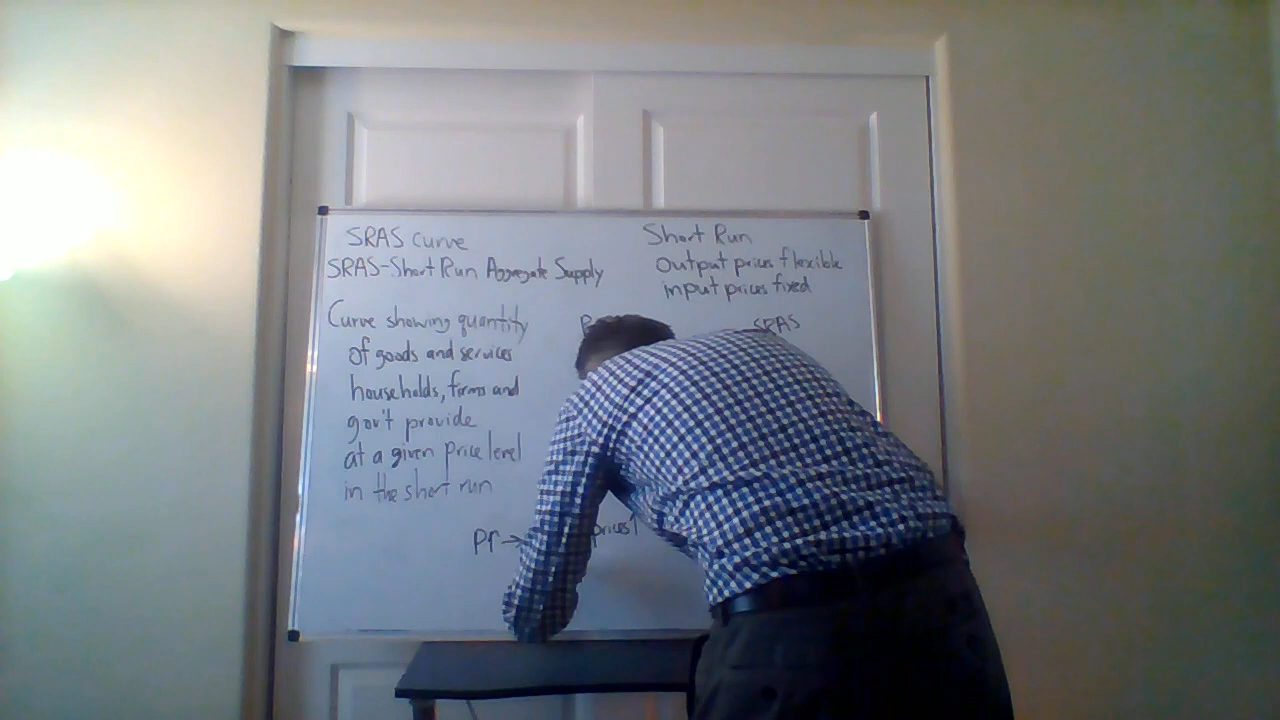 SRAS Curve
SRAS-Short Run Aggregate Supply
Curve showing quantity
of goods and services
households, firms and
gov't provide
at a given price level
in the short run
Short Run
output prices flexible
input prices fixed
P
SRAS
P↑→
prices↑